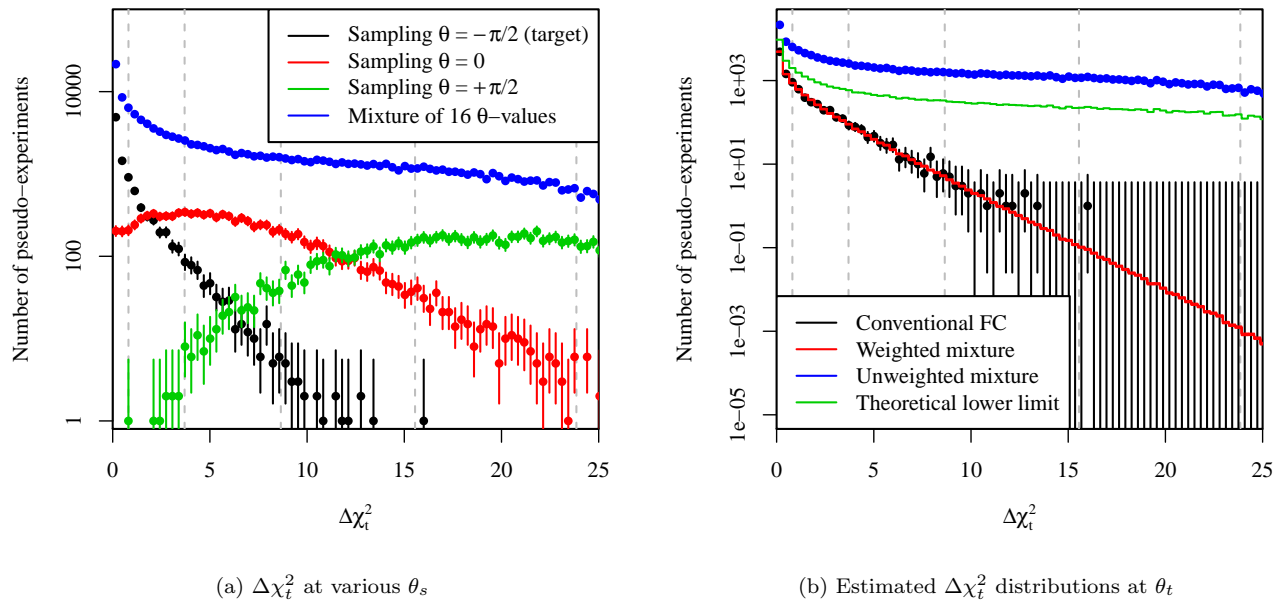 Number of pseudo−experiments
10000
100
1
Sampling θ = − π/2 (target)
Sampling θ = 0
Sampling θ = +π/2
Mixture of 16 θ−values
0 5 10 15 20 25
Δχ²ₜ
(a) Δχ²ₜ at various θₛ
Number of pseudo−experiments
1e+03
1e+01
1e−01
1e−03
1e−05
Conventional FC
Weighted mixture
Unweighted mixture
Theoretical lower limit
0 5 10 15 20 25
Δχ²ₜ
(b) Estimated Δχ²ₜ distributions at θₜ